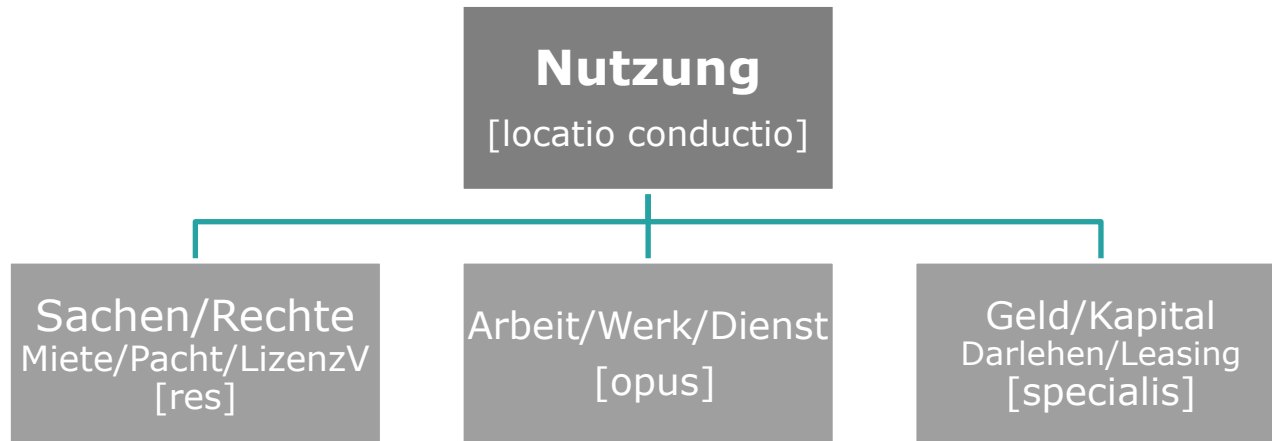 Nutzung
[locatio conductio]
Sachen/Rechte
Miete/Pacht/LizenzV
[res]
Arbeit/Werk/Dienst
[opus]
Geld/Kapital
Darlehen/Leasing
[specialis]